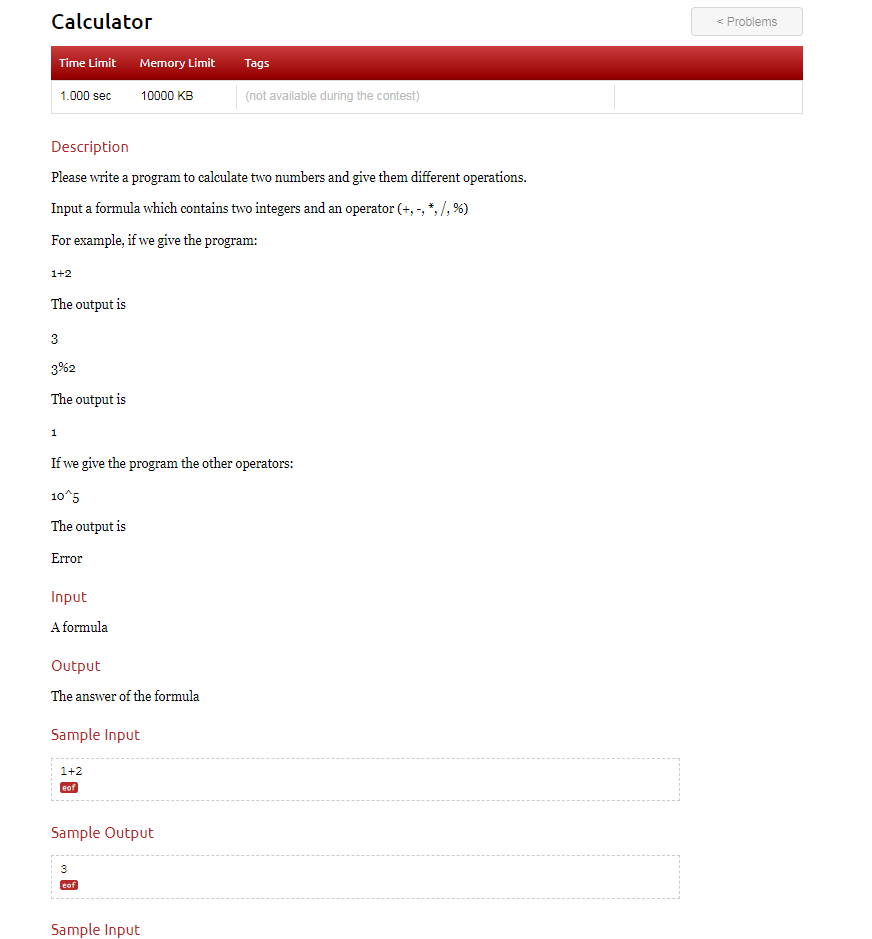 Calculator
< Problems
Time Limit Memory Limit Tags
1.000 sec 10000 KB (not available during the contest)
Description
Please write a program to calculate two numbers and give them different operations.
Input a formula which contains two integers and an operator (+, -, *, /, %)
For example, if we give the program:
1+2
The output is
3
3%2
The output is
1
If we give the program the other operators:
10^5
The output is
Error
Input
A formula
Output
The answer of the formula
Sample Input
1+2
eof
Sample Output
3
eof
Sample Input